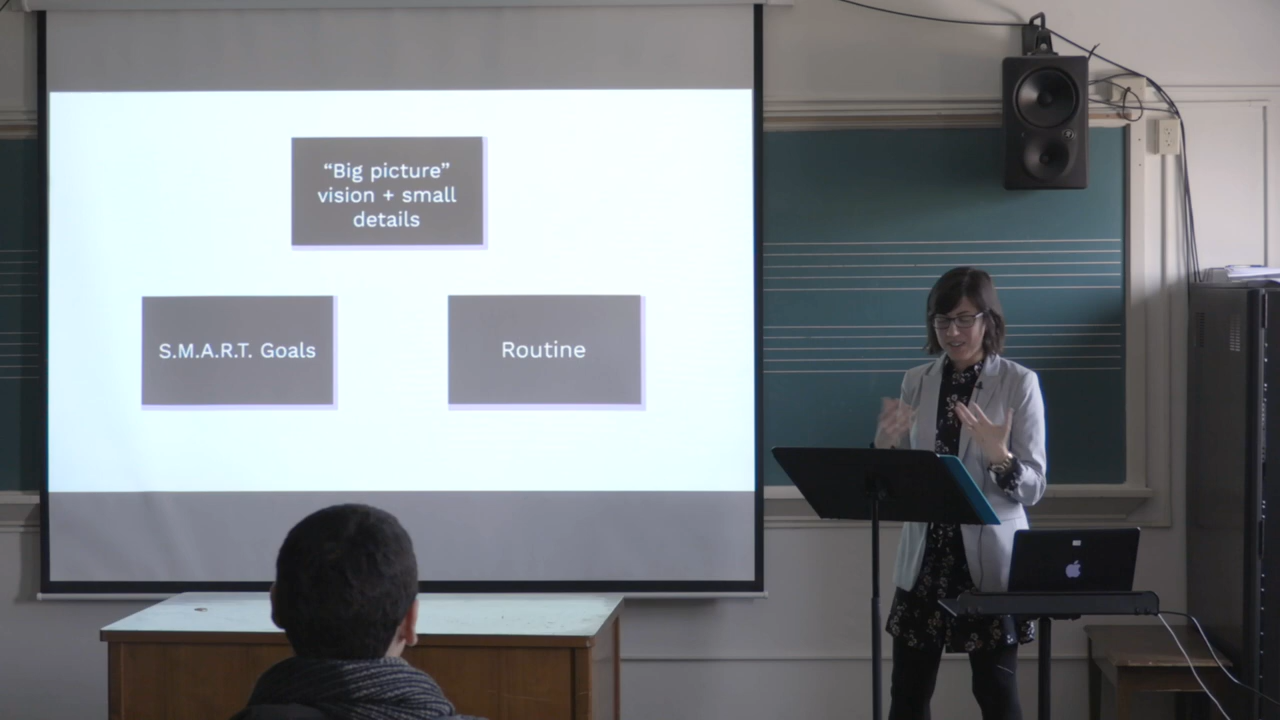 “Big picture”
vision + small
details
S.M.A.R.T. Goals
Routine